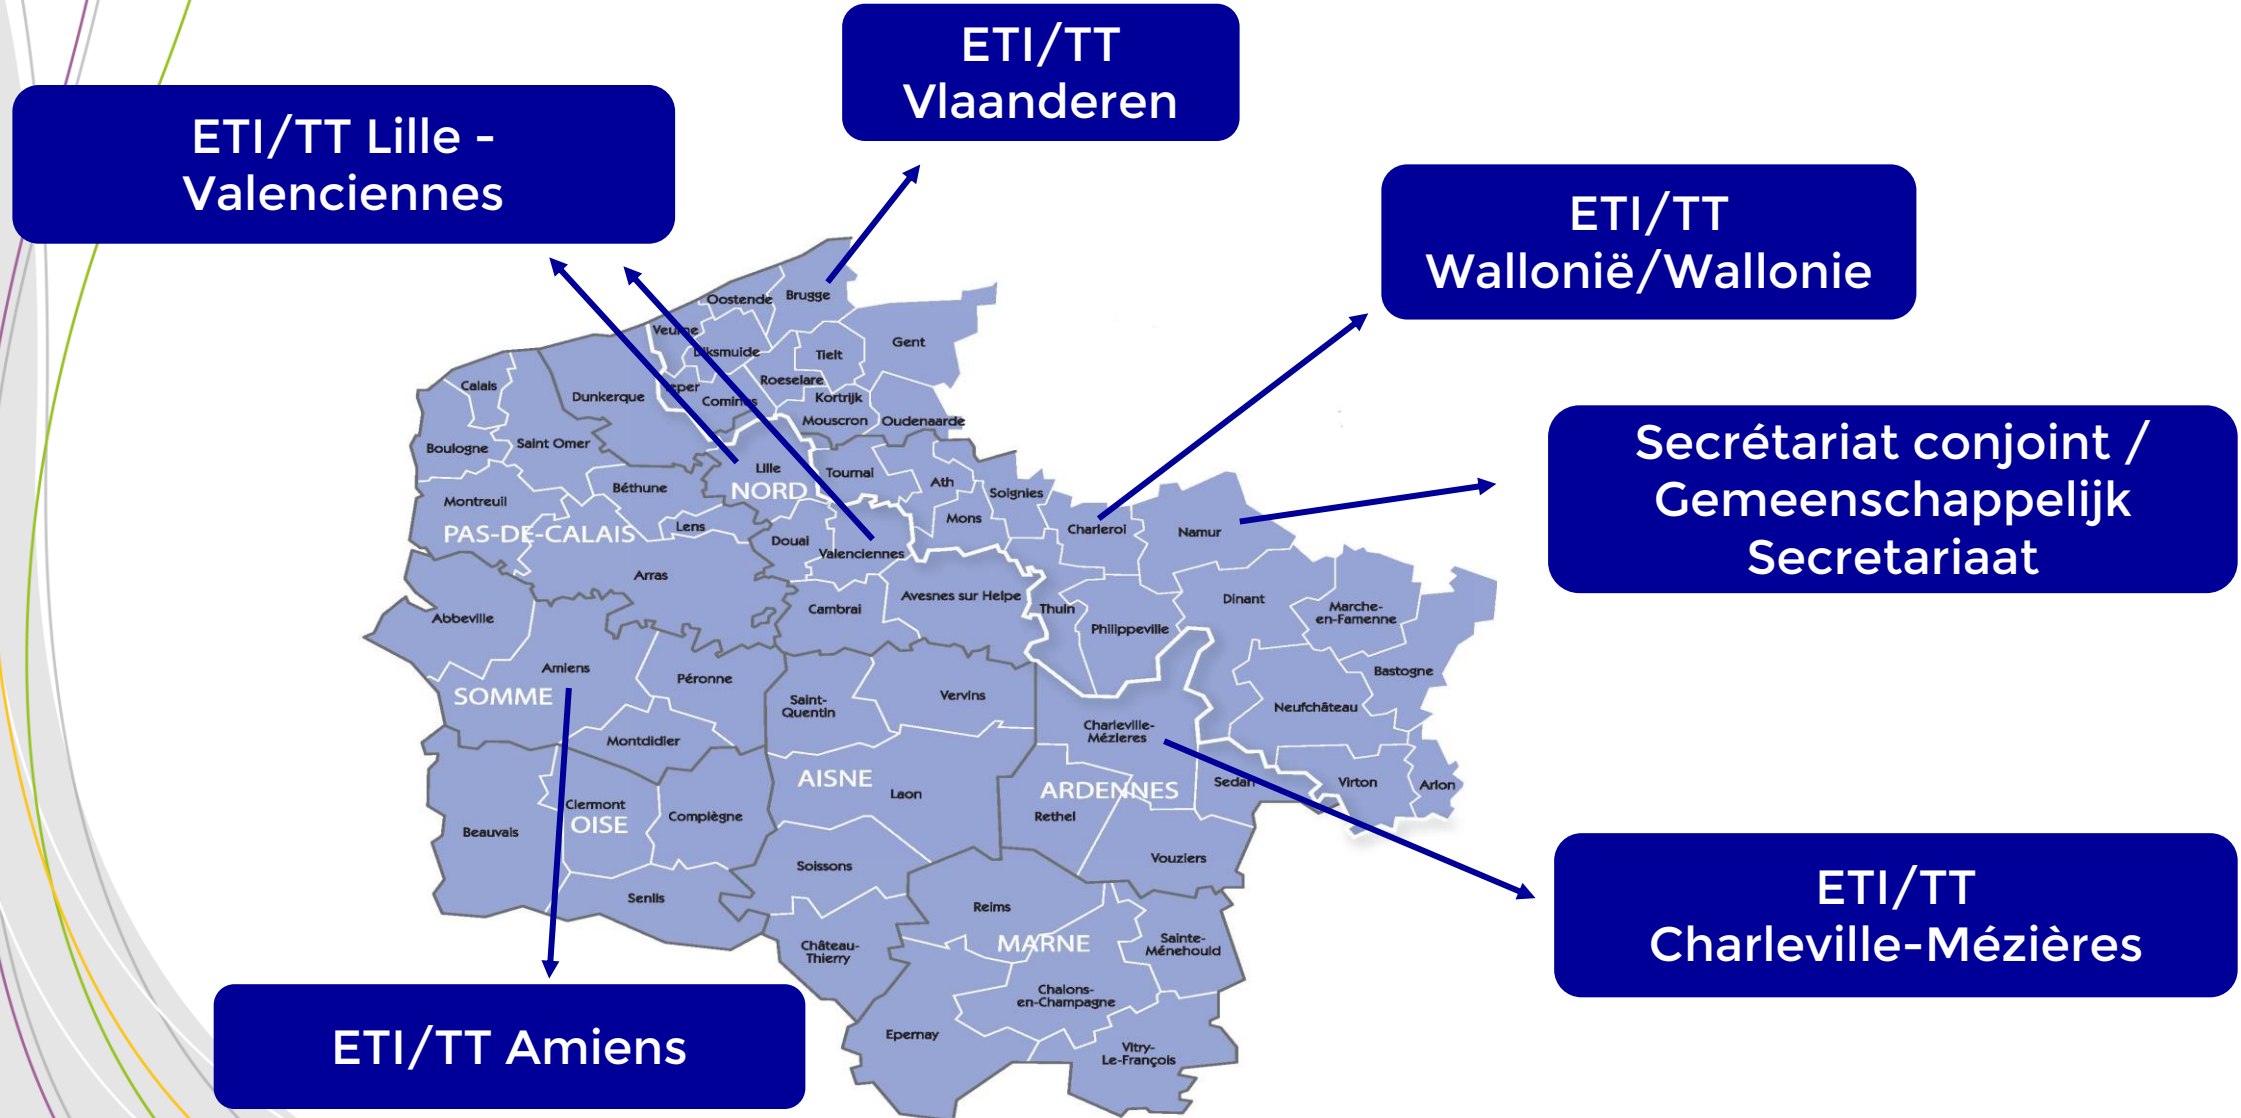 ETI/TT
Vlaanderen
ETI/TT Lille -
Valenciennes
ETI/TT
Wallonië/Wallonie
Secrétariat conjoint /
Gemeenschappelijk
Secretariaat
ETI/TT
Charleville-Mézières
ETI/TT Amiens
Oostende
Brugge
Veurne
Diksmuide
Tielt
Gent
Calais
Dunkerque
Ieper
Roeselare
Comines
Kortrijk
Mouscron
Oudenaarde
Boulogne
Saint Omer
Lille
NORD
Tournai
Ath
Soignies
Montreuil
Béthune
Lens
PAS-DE-CALAIS
Douai
Valenciennes
Mons
Charleroi
Namur
Arras
Cambrai
Avesnes sur Helpe
Thuin
Philippeville
Dinant
Marche-
en-Famenne
Abbeville
Amiens
SOMME
Péronne
Saint-
Quentin
Vervins
Bastogne
Neufchâteau
Montdidier
Charleville-
Mézieres
AISNE
Laon
ARDENNES
Sedan
Virton
Arlon
Clermont
OISE
Beauvais
Complègne
Rethel
Soissons
Vouziers
Senlis
Reims
MARNE
Château-
Thierry
Sainte-
Ménehould
Chalons-
en-Champagne
Epernay
Vitry-
Le-François